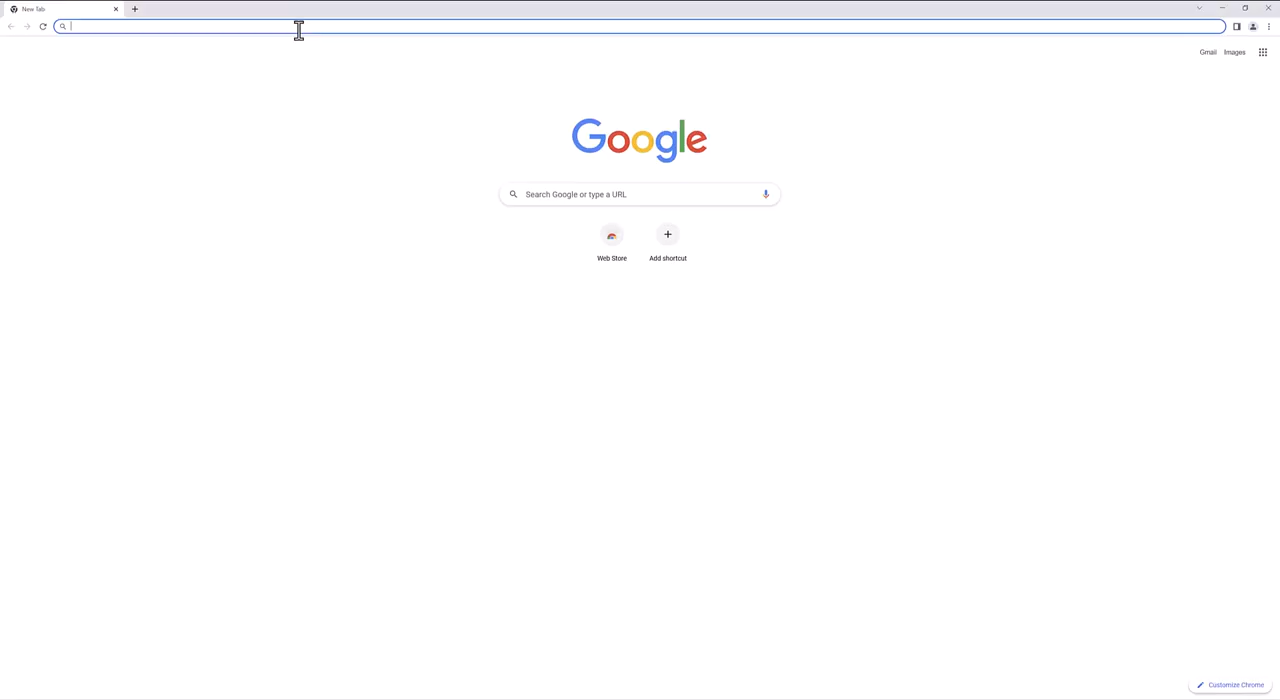 New Tab
Gmail Images
Google
Search Google or type a URL
Web Store Add shortcut
Customize Chrome